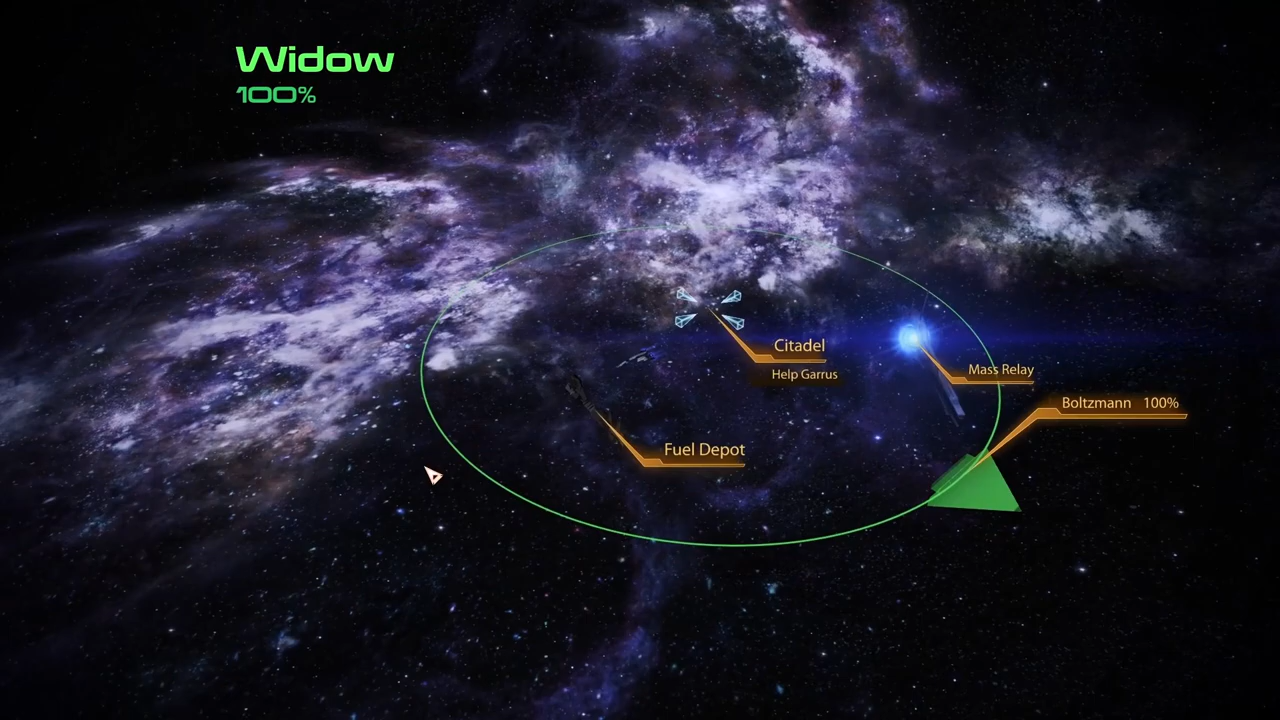 Widow
100%
Citadel
Help Garrus
Mass Relay
Boltzmann 100%
Fuel Depot